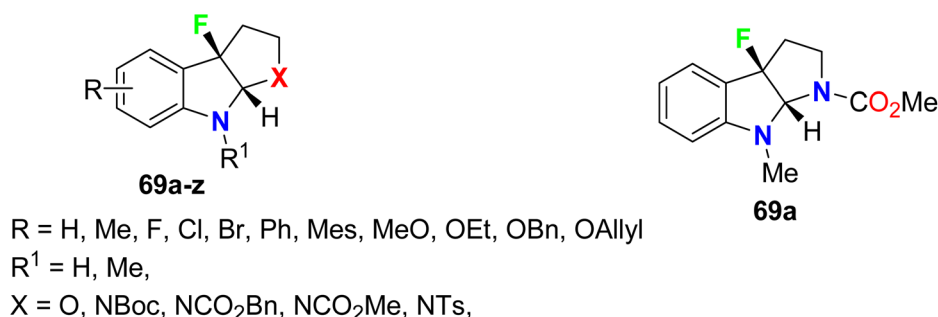 F
X
R
N
H
R¹
69a-z
F
N
CO₂Me
H
N
Me
69a
R = H, Me, F, Cl, Br, Ph, Mes, MeO, OEt, OBn, OAllyl
R¹ = H, Me,
X = O, NBoc, NCO₂Bn, NCO₂Me, NTs,